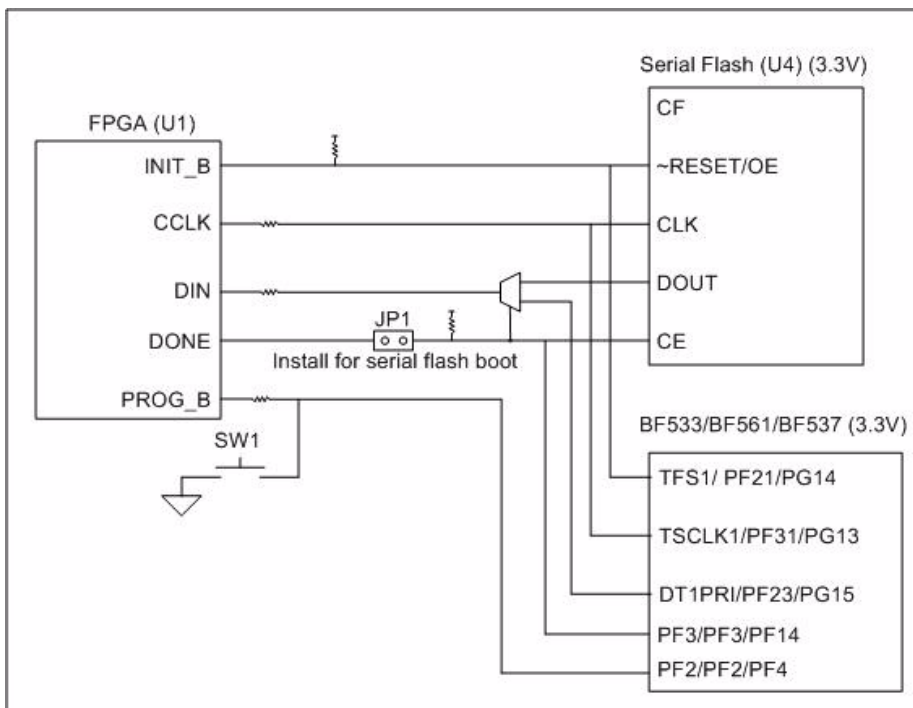 Serial Flash (U4) (3.3V)
CF
~RESET/OE
CLK
DOUT
CE
FPGA (U1)
INIT_B
CCLK
DIN
DONE
PROG_B
JP1
Install for serial flash boot
SW1
BF533/BF561/BF537 (3.3V)
TFS1/ PF21/PG14
TSCLK1/PF31/PG13
DT1PRI/PF23/PG15
PF3/PF3/PF14
PF2/PF2/PF4